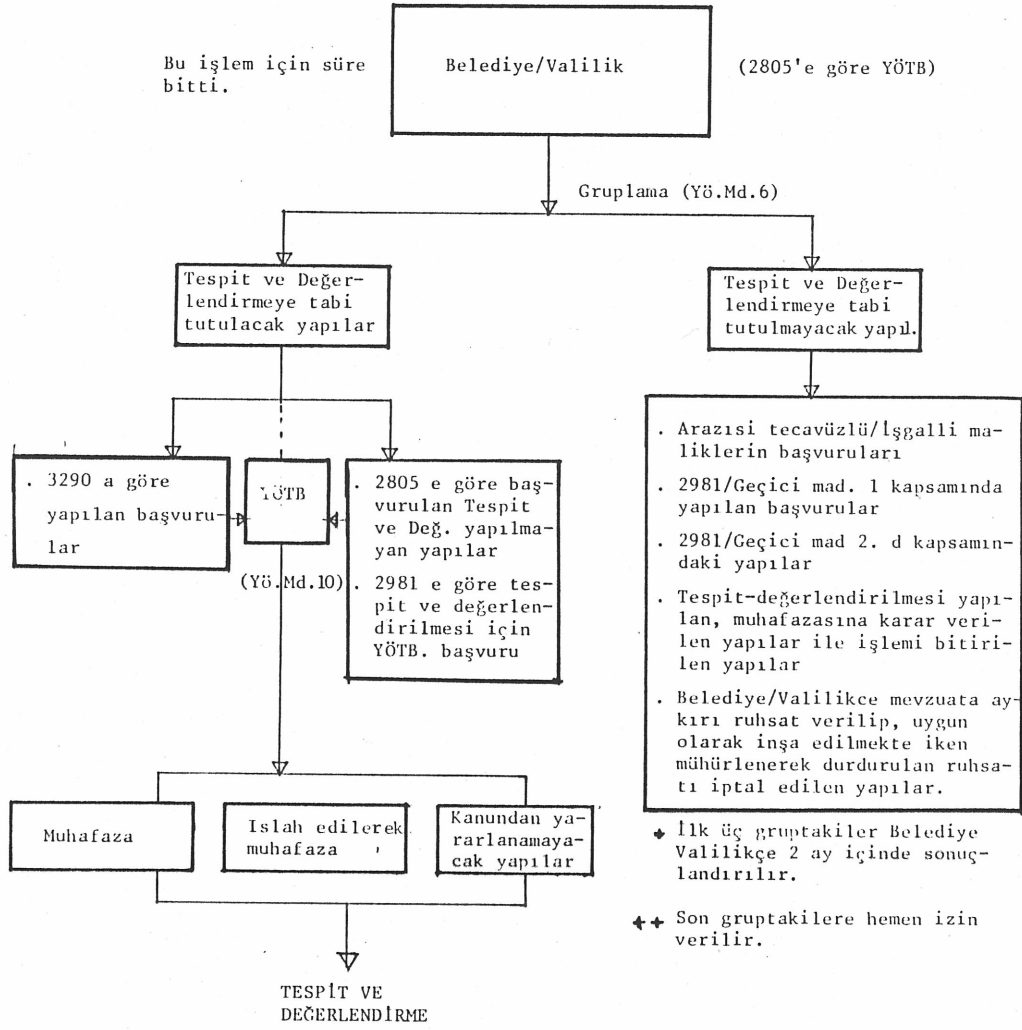 Bu işlem için süre
bitti.
Belediye/Valilik
(2805'e göre YÖTB)
Gruplama (Yö.Md.6)
Tespit ve Değer-
lendirmeye tabi
tutulacak yapılar
Tespit ve Değer-
lendirmeye tabi
tutulmayacak yapıl.
. 3290 a göre
yapılan başvuru-
lar
YÖTB
(Yö.Md.10)
. 2805 e göre baş-
vurulan Tespit
ve Değ. yapılma-
yan yapılar
. 2981 e göre tes-
pit ve değerlen-
dirilmesi için
YÖTB. başvuru
. Arazısi tecavüzlü/İşgalli ma-
liklerin başvuruları
. 2981/Geçici mad. 1 kapsamında
yapılan başvurular
. 2981/Geçici mad 2. d kapsamın-
daki yapılar
. Tespit-değerlendirilmesi yapı-
lan, muhafazasına karar veri-
len yapılar ile işlemi bitiri-
len yapılar
. Belediye/Valilikce mevzuata ay-
kırı ruhsat verilip, uygun
olarak inşa edilmekte iken
mühürlenerek durdurulan ruhsa-
tı iptal edilen yapılar.
Muhafaza
Islah edilerek
muhafaza
Kanundan ya-
rarlanamaya-
cak yapılar
+ İlk üç gruptakiler Belediye
Valilikçe 2 ay içinde sonuç-
landırılır.
++ Son gruptakilere hemen izin
verilir.
TESPİT VE
DEĞERLENDİRME